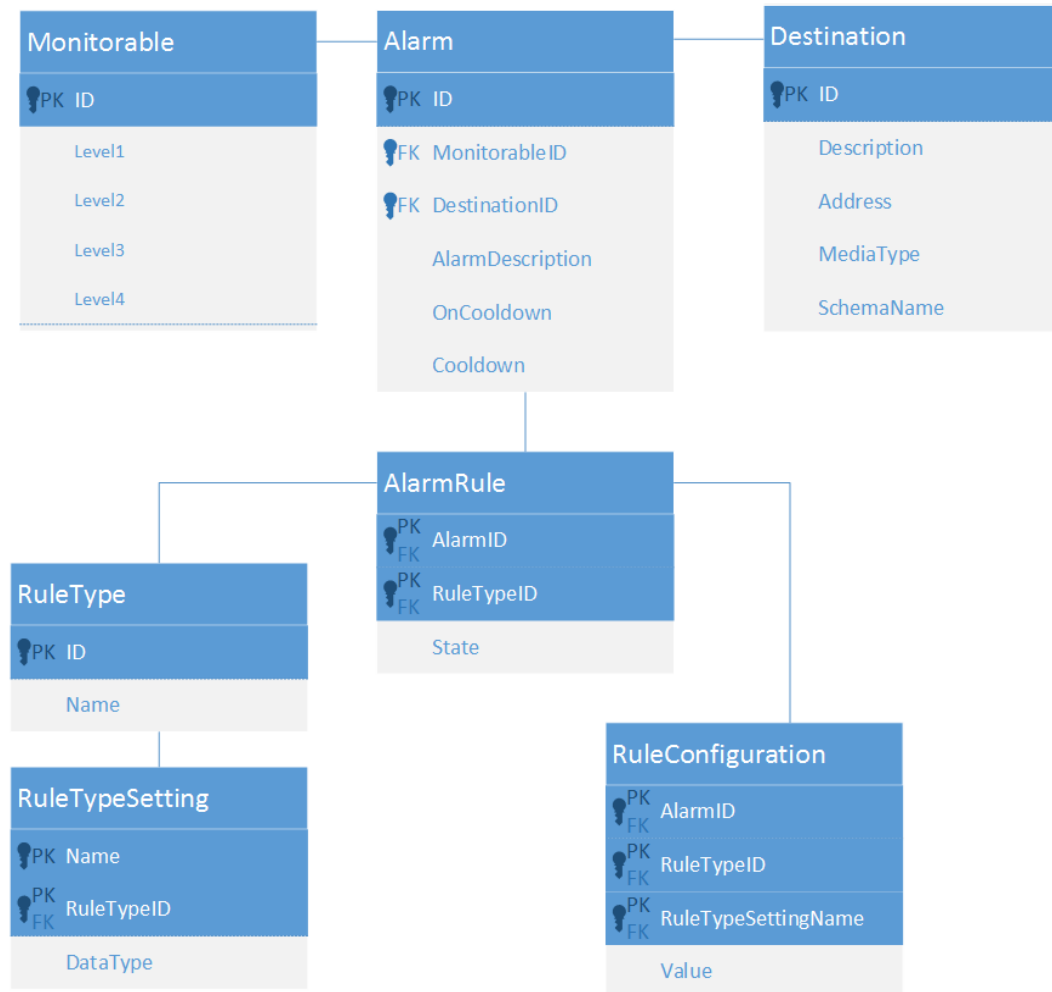 Monitorable
PK ID
Level1
Level2
Level3
Level4
Alarm
PK ID
FK MonitorableID
FK DestinationID
AlarmDescription
OnCooldown
Cooldown
Destination
PK ID
Description
Address
MediaType
SchemaName
AlarmRule
PK
FK AlarmID
PK
FK RuleTypeID
State
RuleType
PK ID
Name
RuleTypeSetting
PK Name
PK
FK RuleTypeID
DataType
RuleConfiguration
PK
FK AlarmID
PK
FK RuleTypeID
PK
FK RuleTypeSettingName
Value